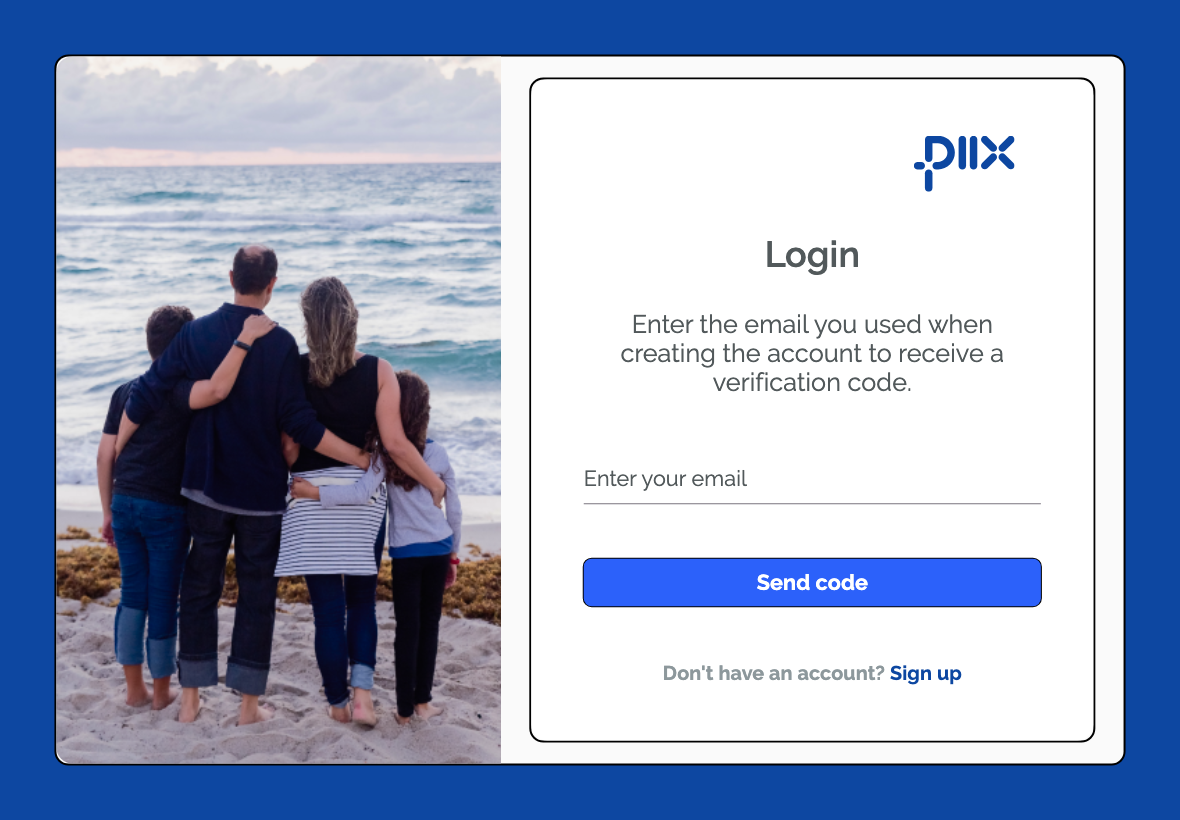 piix
Login
Enter the email you used when
creating the account to receive a
verification code.
Enter your email
Send code
Don't have an account? Sign up